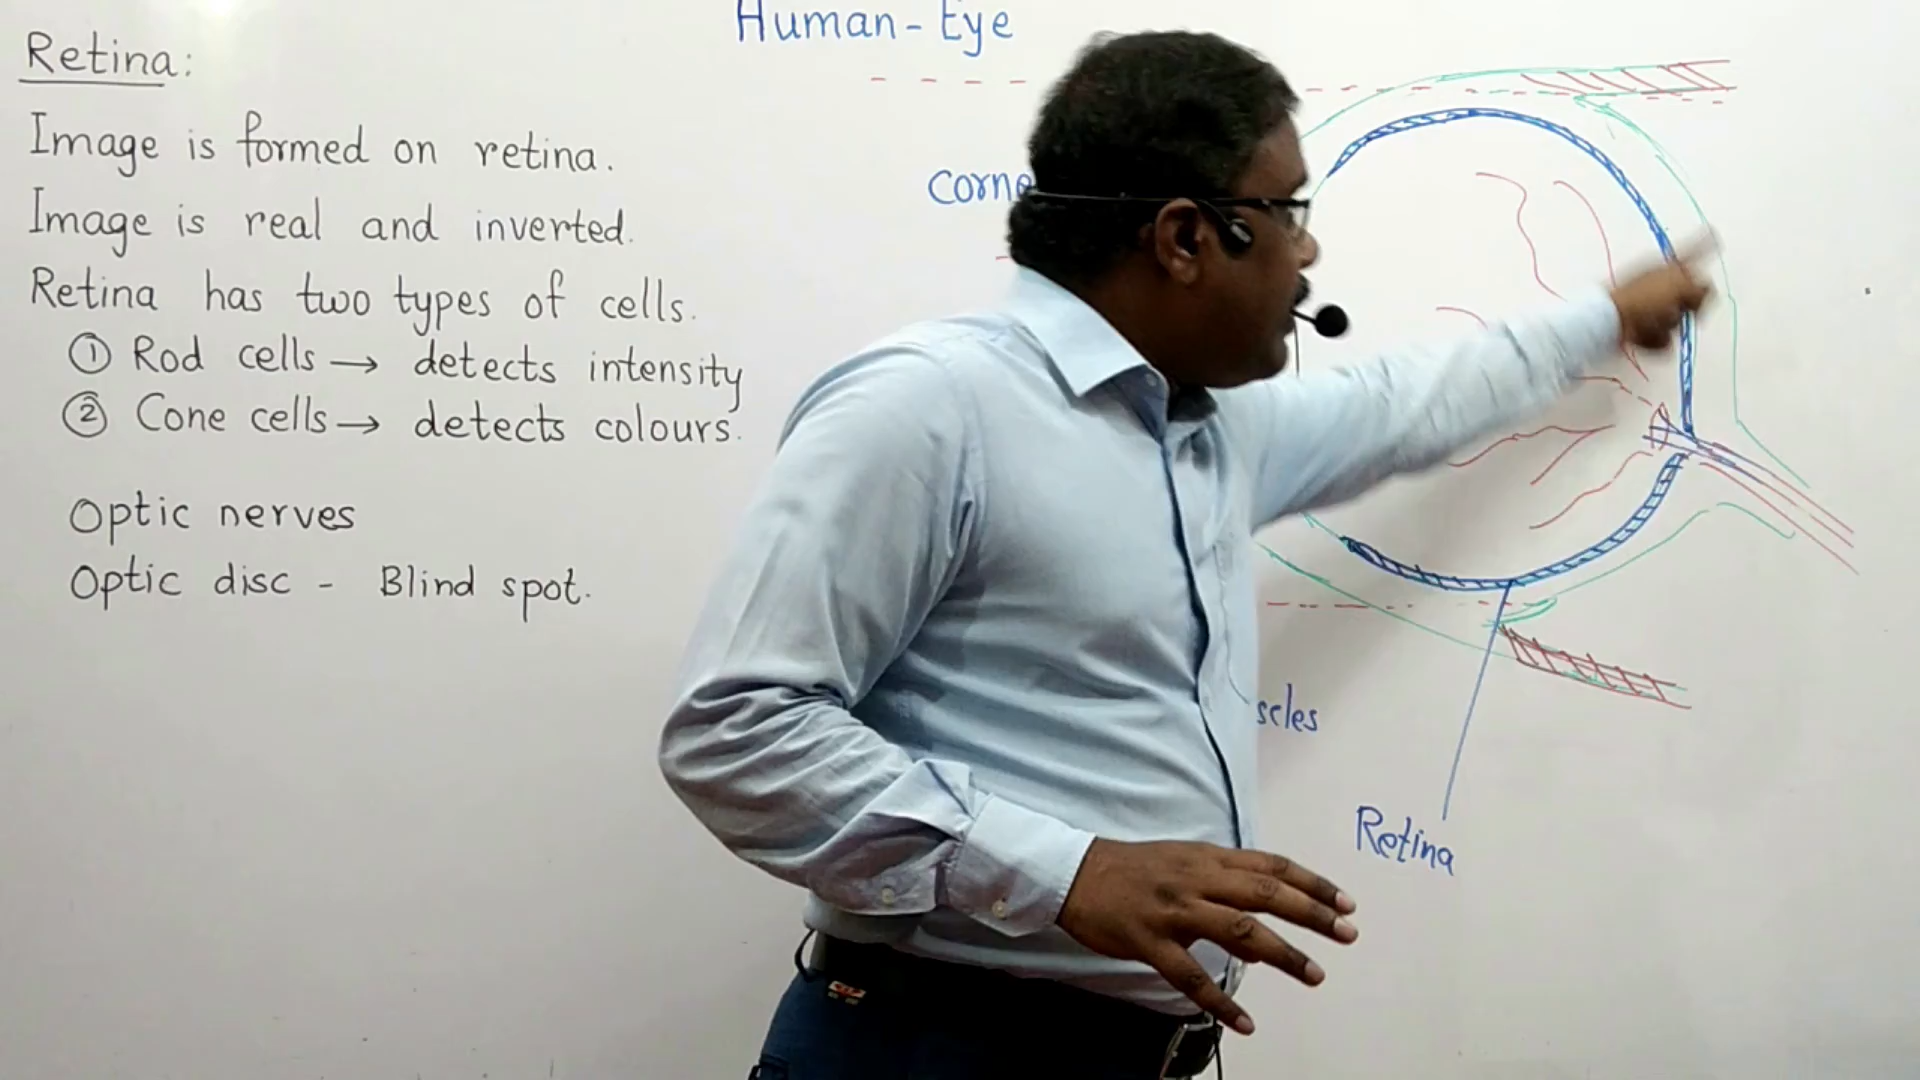 Human-Eye
Retina:
Image is formed on retina.
Image is real and inverted.
Retina has two types of cells.
① Rod cells → detects intensity
② Cone cells → detects colours.
Optic nerves
Optic disc - Blind spot.
Retina